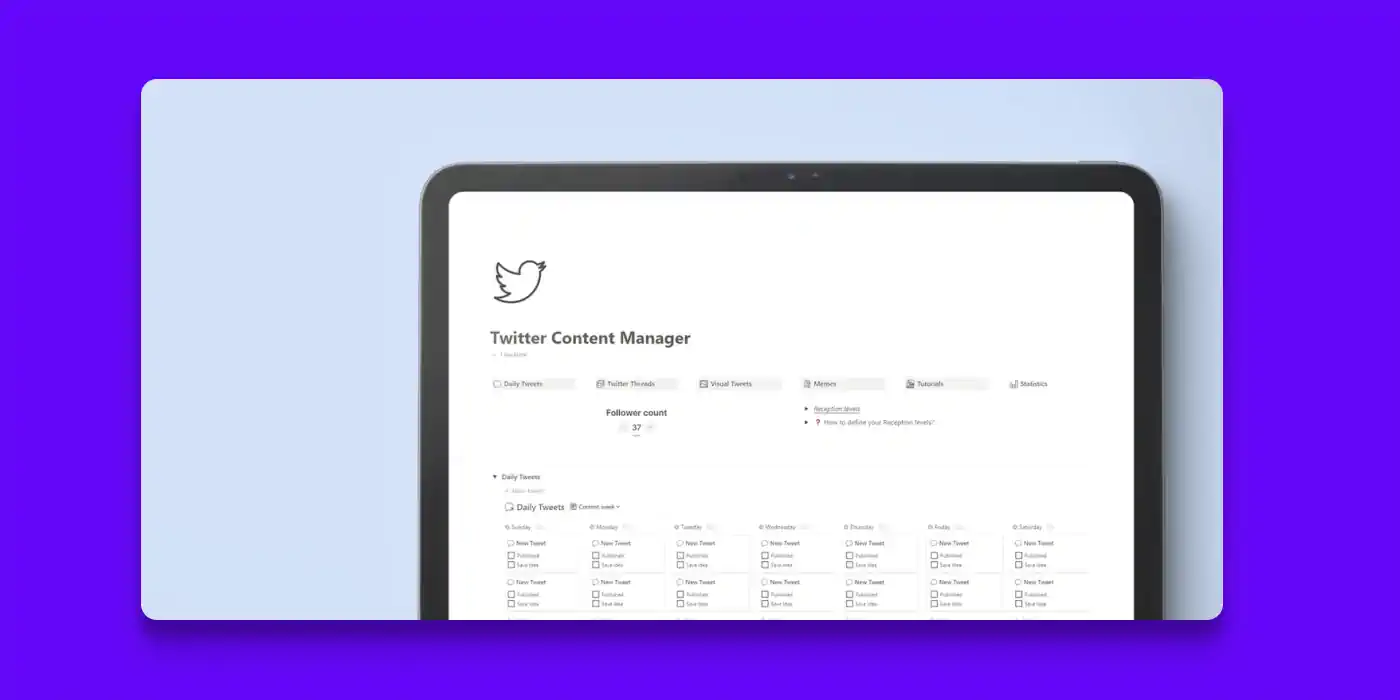 Twitter Content Manager
1 backlink
Daily Tweets Twitter Threads Visual Tweets Memes Tutorials Statistics
Follower count
37
Reception levels
How to define your Reception levels?
Daily Tweets
Daily Tweets Content week
Sunday Monday Tuesday Wednesday Thursday Friday Saturday
New Tweet New Tweet New Tweet New Tweet New Tweet New Tweet New Tweet
Published Published Published Published Published Published Published
Save idea Save idea Save idea Save idea Save idea Save idea Save idea
New Tweet New Tweet New Tweet New Tweet New Tweet New Tweet New Tweet
Published Published Published Published Published Published Published
Save idea Save idea Save idea Save idea Save idea Save idea Save idea